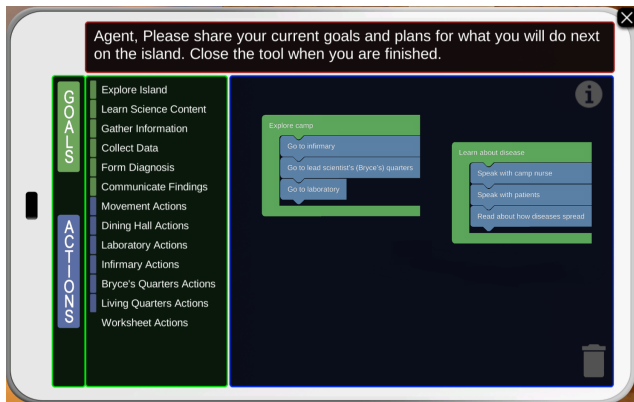 Agent, Please share your current goals and plans for what you will do next
on the island. Close the tool when you are finished.
GOALS
Explore Island
Learn Science Content
Gather Information
Collect Data
Form Diagnosis
Communicate Findings
ACTIONS
Movement Actions
Dining Hall Actions
Laboratory Actions
Infirmary Actions
Bryce's Quarters Actions
Living Quarters Actions
Worksheet Actions
Explore camp
Go to infirmary
Go to lead scientist's (Bryce's) quarters
Go to laboratory
Learn about disease
Speak with camp nurse
Speak with patients
Read about how diseases spread